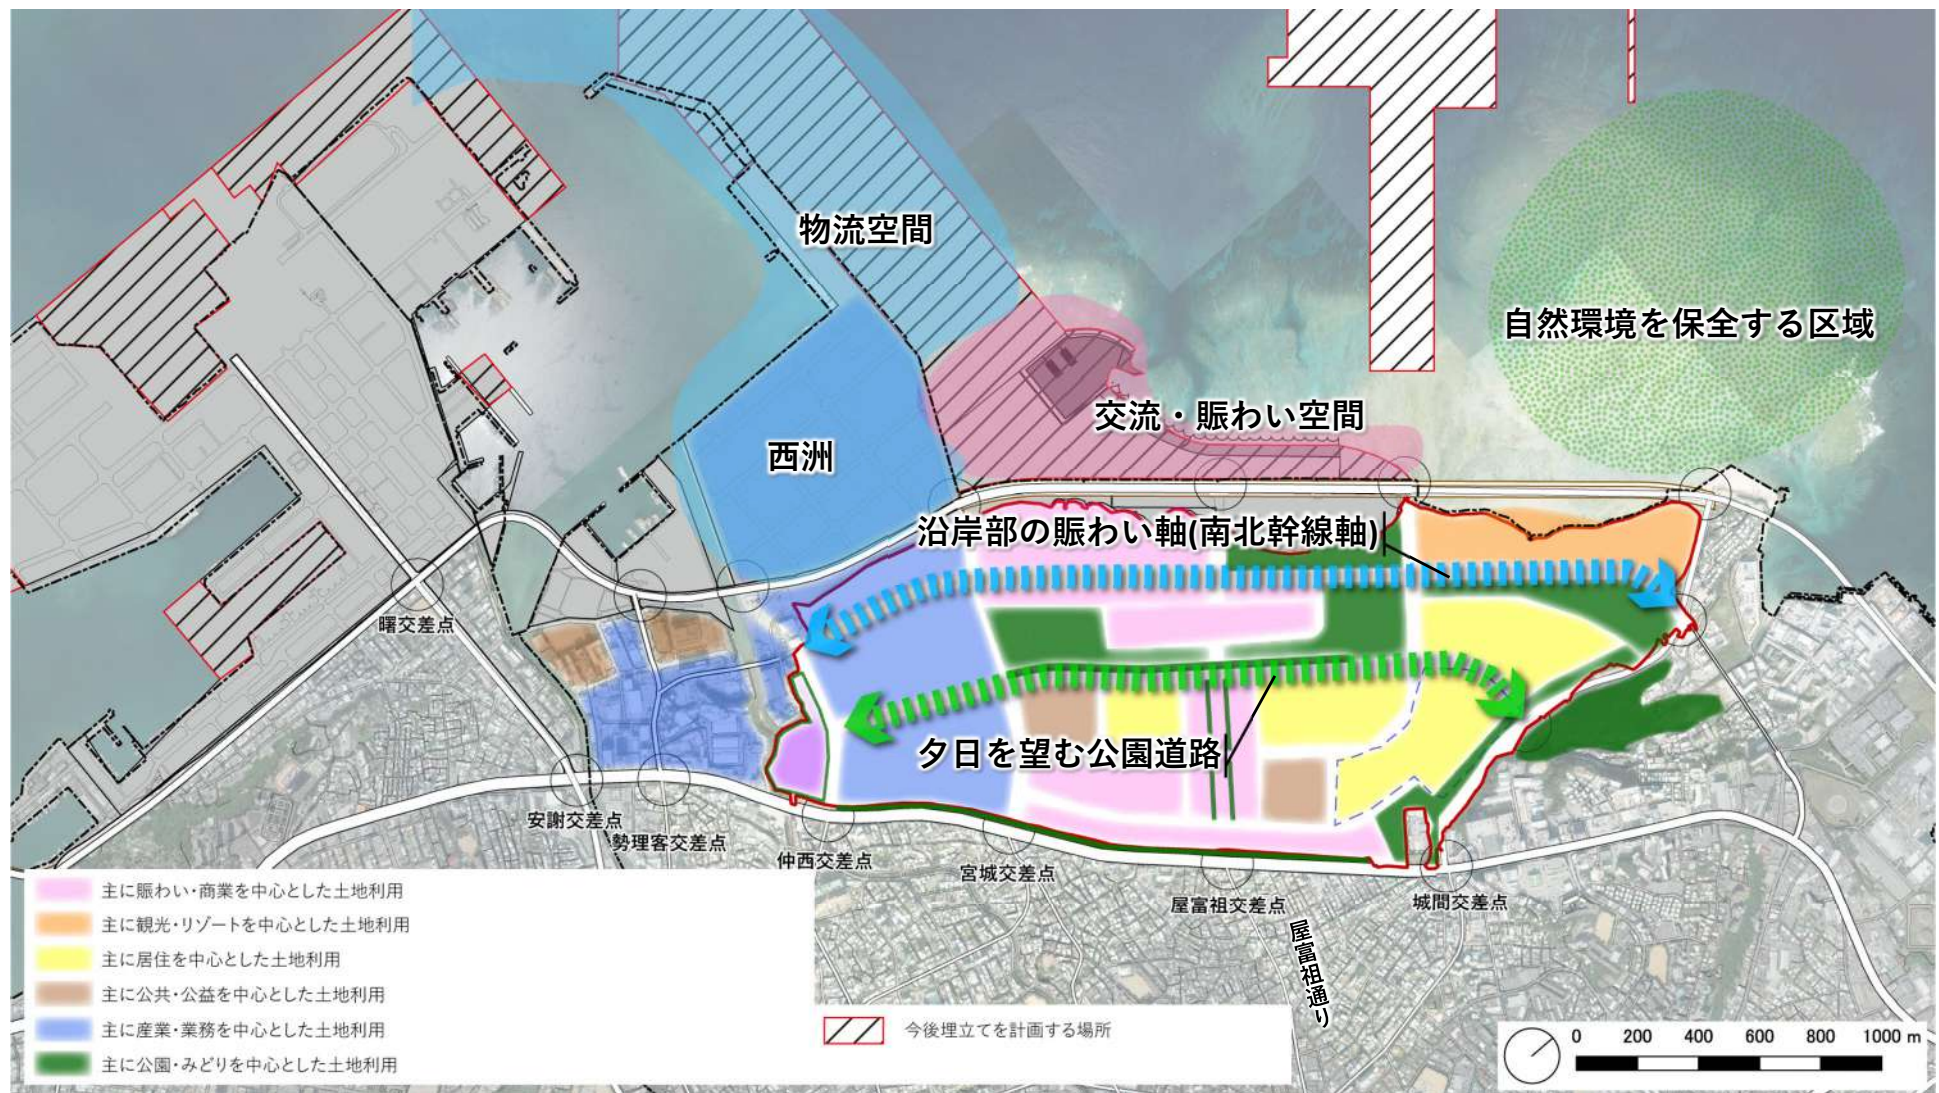 物流空間
自然環境を保全する区域
交流・賑わい空間
西洲
沿岸部の賑わい軸(南北幹線軸)
曙交差点
夕日を望む公園道路
安謝交差点
勢理客交差点
仲西交差点
宮城交差点
屋富祖交差点
城間交差点
屋富祖通り
主に賑わい・商業を中心とした土地利用
主に観光・リゾートを中心とした土地利用
主に居住を中心とした土地利用
主に公共・公益を中心とした土地利用
主に産業・業務を中心とした土地利用
主に公園・みどりを中心とした土地利用
今後埋立てを計画する場所
0 200 400 600 800 1000 m